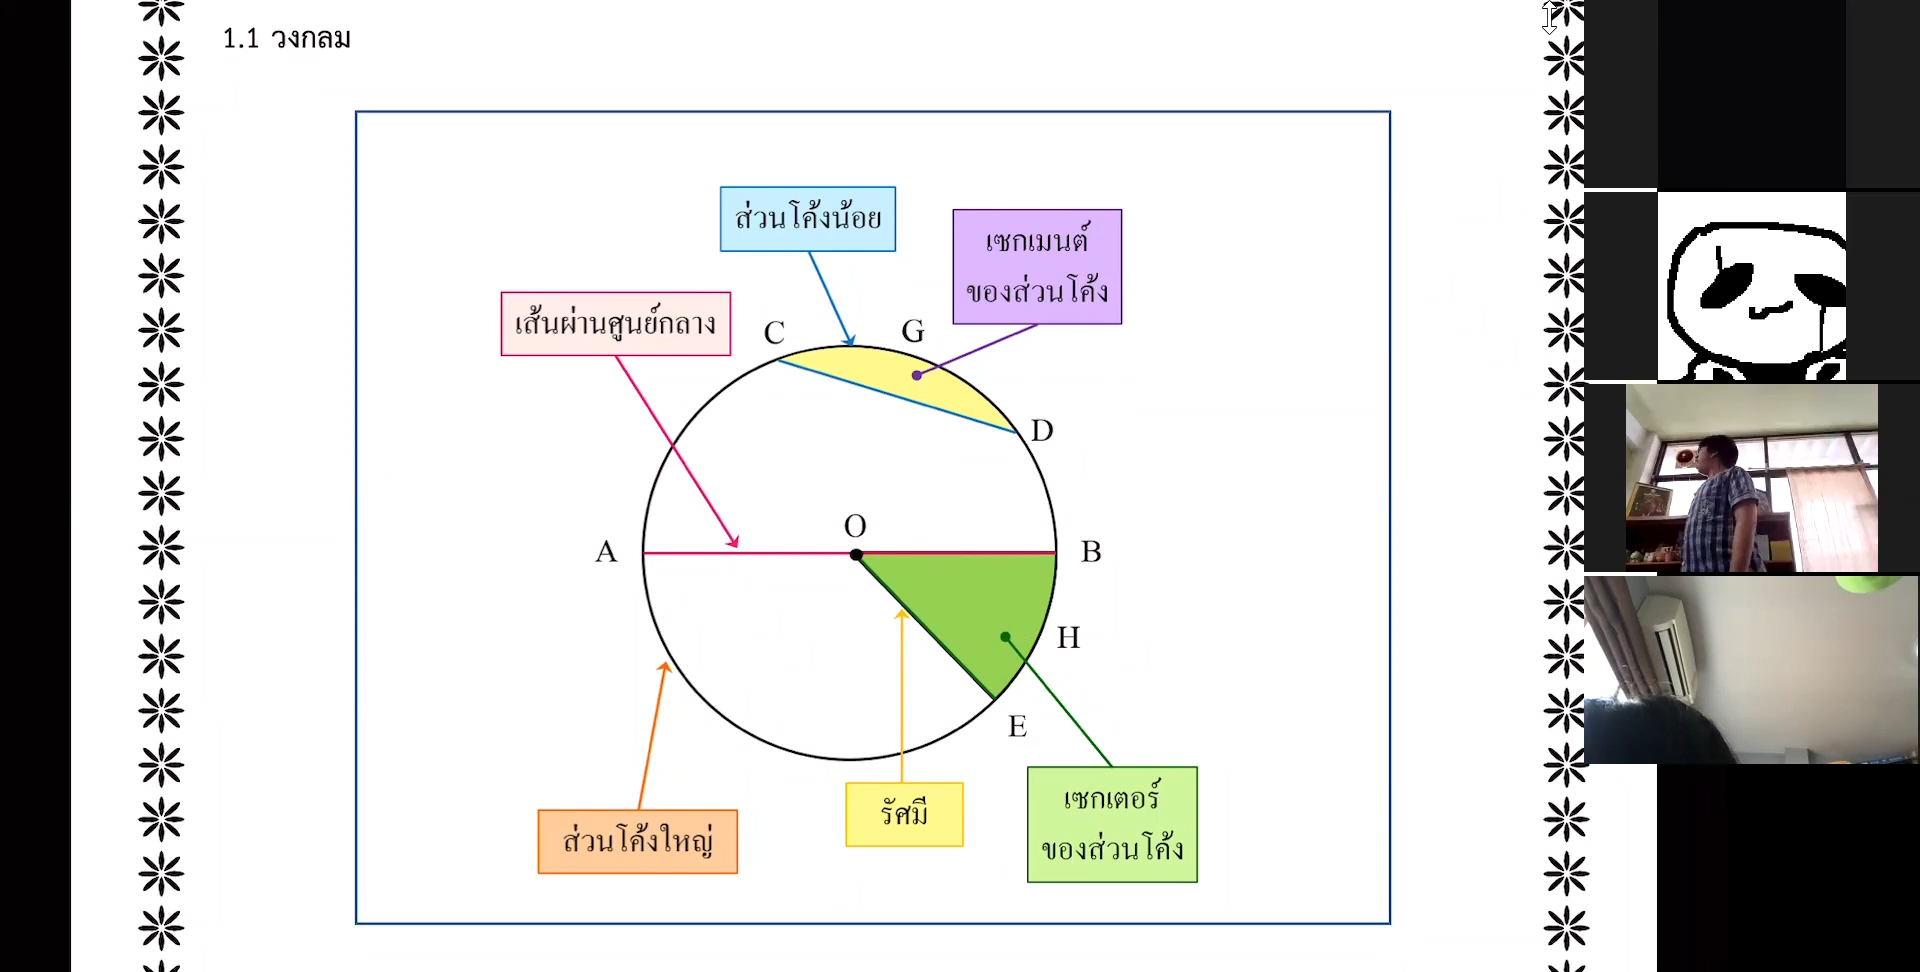 1.1 วงกลม
ส่วนโค้งน้อย
เซกเมนต์
ของส่วนโค้ง
เส้นผ่านศูนย์กลาง
C
G
D
O
A
B
H
E
รัศมี
เซกเตอร์
ของส่วนโค้ง
ส่วนโค้งใหญ่